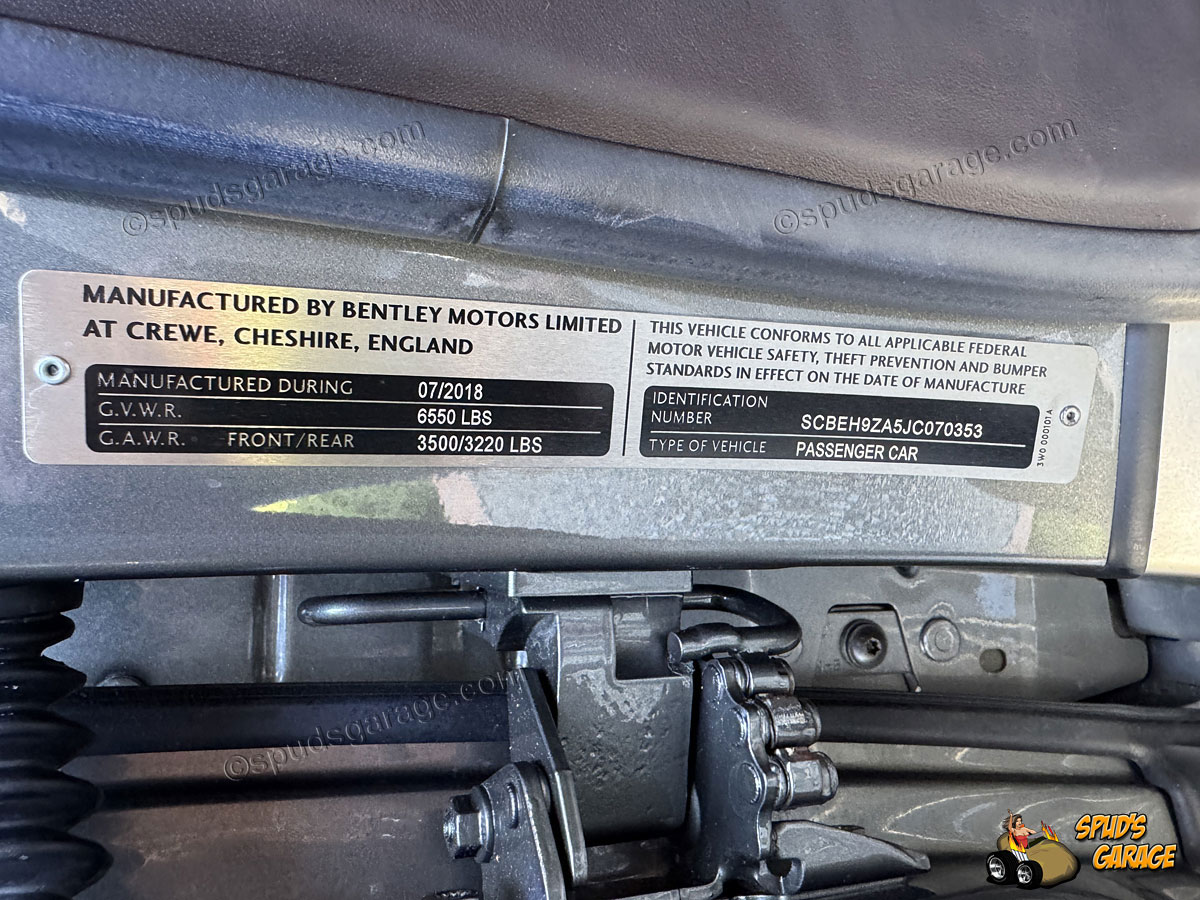 ©spudsgarage.com
©spudsgarage.com
MANUFACTURED BY BENTLEY MOTORS LIMITED
AT CREWE, CHESHIRE, ENGLAND
MANUFACTURED DURING 07/2018
G.V.W.R. 6550 LBS
G.A.W.R. FRONT/REAR 3500/3220 LBS
THIS VEHICLE CONFORMS TO ALL APPLICABLE FEDERAL
MOTOR VEHICLE SAFETY, THEFT PREVENTION AND BUMPER
STANDARDS IN EFFECT ON THE DATE OF MANUFACTURE
IDENTIFICATION
NUMBER SCBEH9ZA5JC070353
TYPE OF VEHICLE PASSENGER CAR
3W0 000101A
©spudsgarage.com
SPUD'S
GARAGE